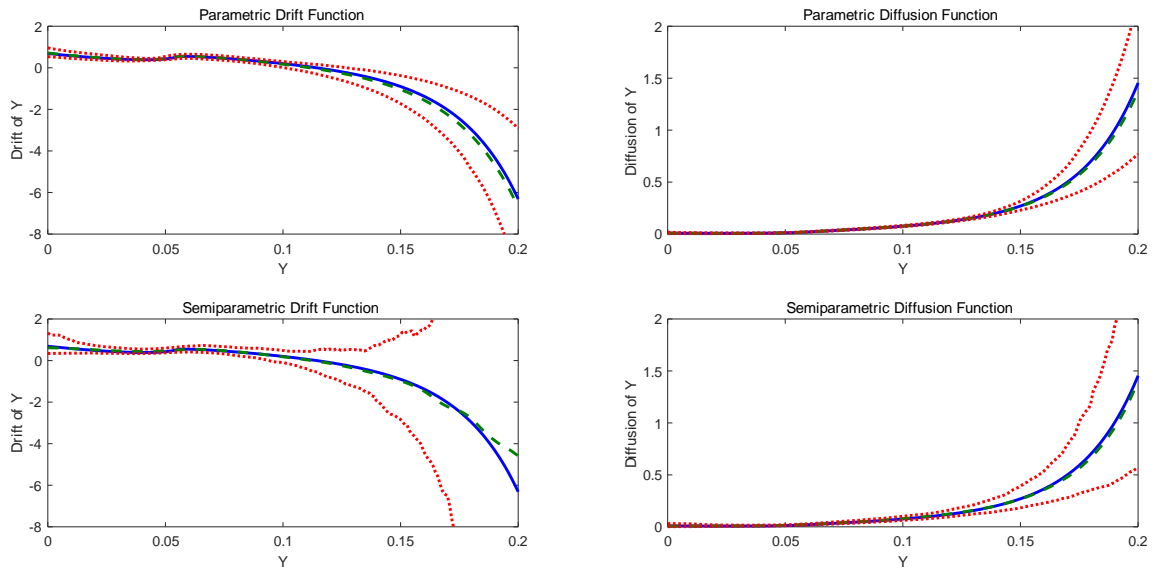 Parametric Drift Function
2
0
-2
-4
-6
-8
Drift of Y
0 0.05 0.1 0.15 0.2
Y
Parametric Diffusion Function
2
1.5
1
0.5
0
Diffusion of Y
0 0.05 0.1 0.15 0.2
Y
Semiparametric Drift Function
2
0
-2
-4
-6
-8
Drift of Y
0 0.05 0.1 0.15 0.2
Y
Semiparametric Diffusion Function
2
1.5
1
0.5
0
Diffusion of Y
0 0.05 0.1 0.15 0.2
Y